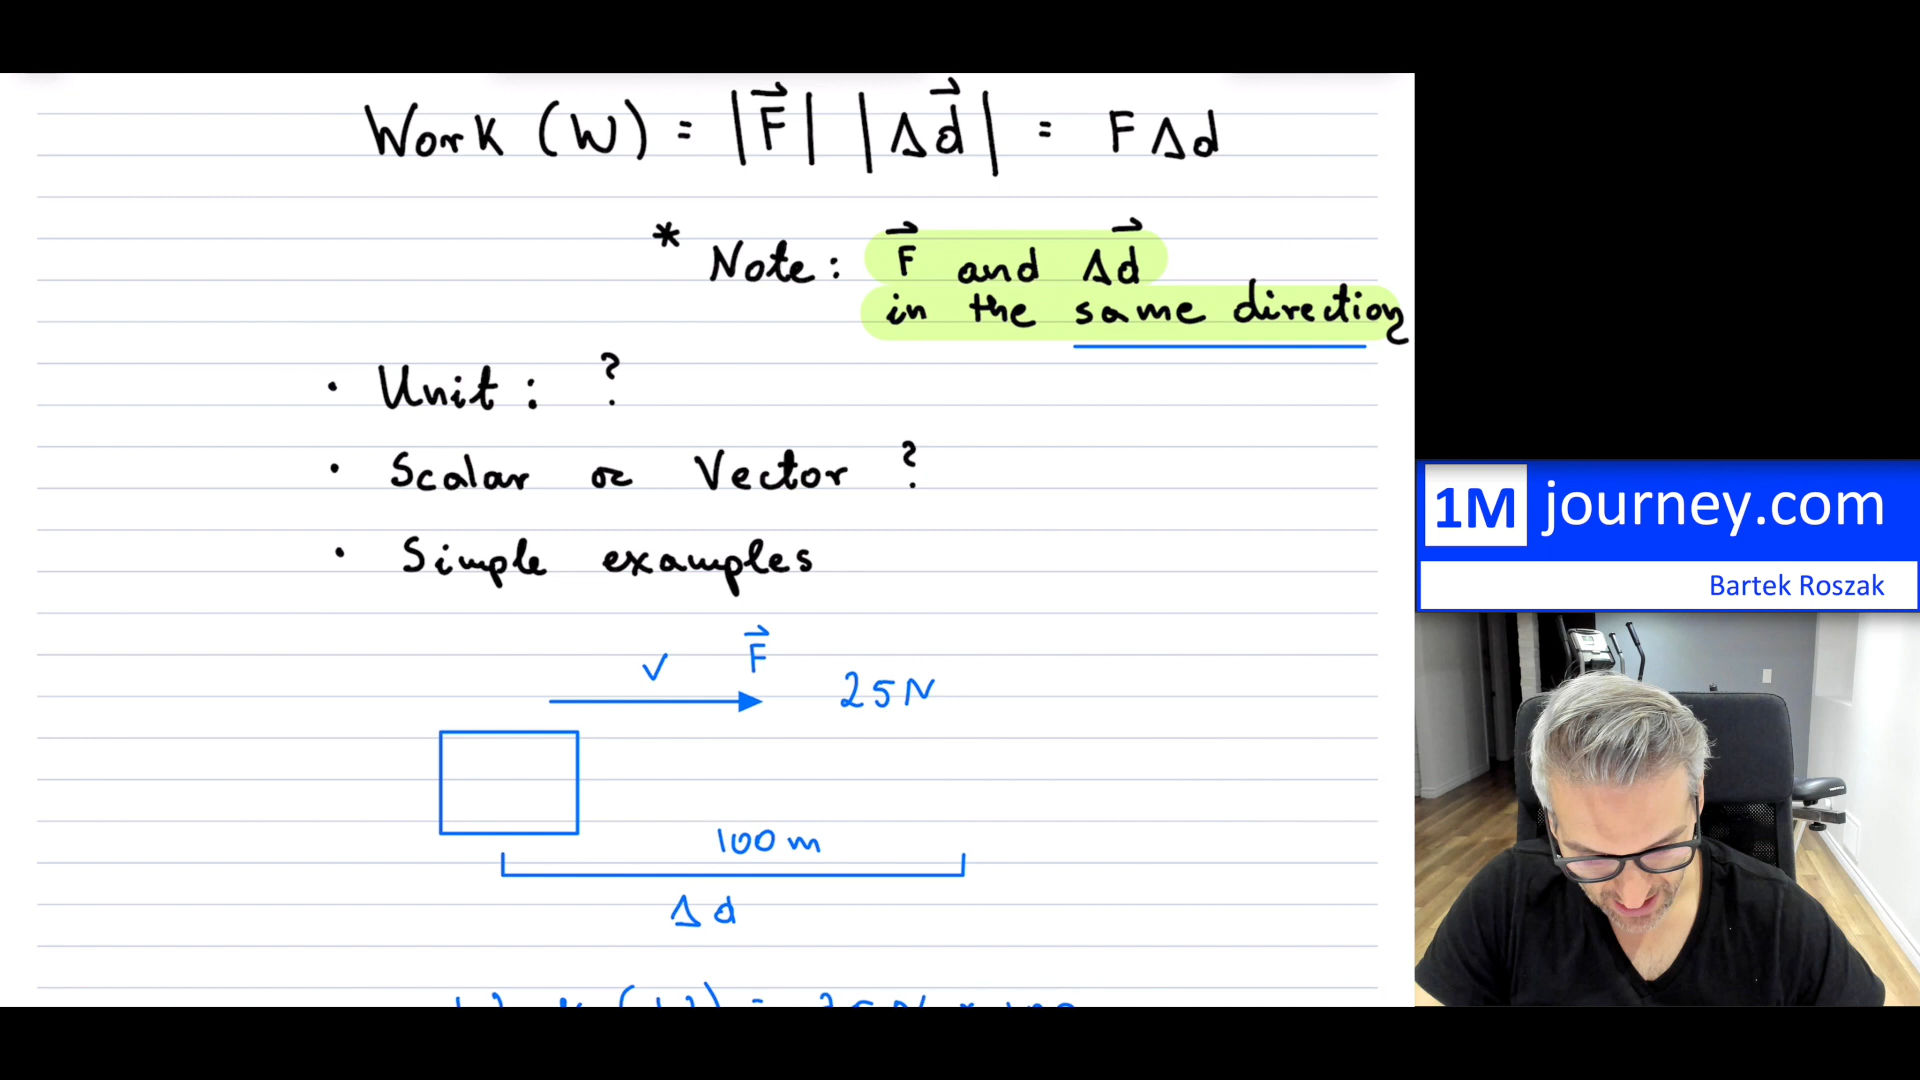 Work (W) = |F⃗| |Δd⃗| = F Δd
* Note: F⃗ and Δd⃗
in the same direction
· Unit: ?
· Scalar or Vector ?
· Simple examples
✓ F⃗
25N
100 m
Δd
1M journey.com
Bartek Roszak